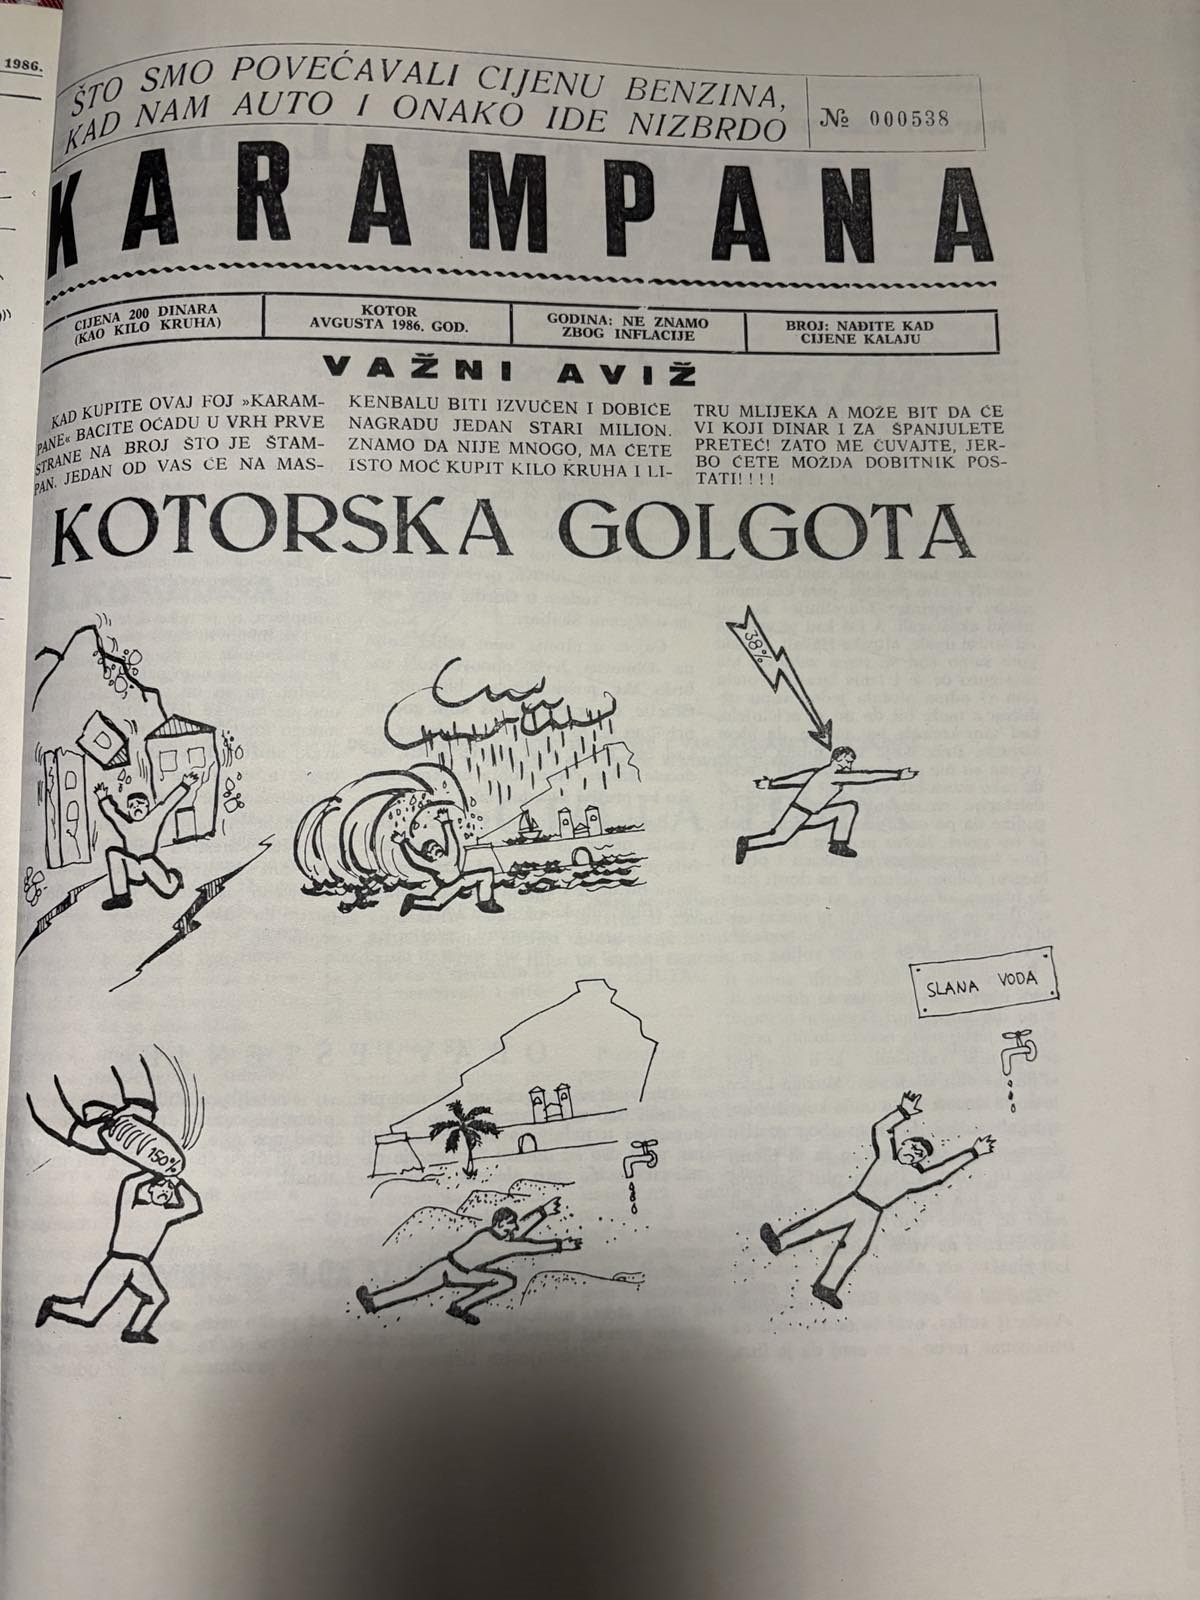 1986.
ŠTO SMO POVEĆAVALI CIJENU BENZINA,
KAD NAM AUTO I ONAKO IDE NIZBRDO
№ 000538
KARAMPANA
CIJENA 200 DINARA
(KAO KILO KRUHA)
KOTOR
AVGUSTA 1986. GOD.
GODINA: NE ZNAMO
ZBOG INFLACIJE
BROJ: NAĐITE KAD
CIJENE KALAJU
VAŽNI AVIŽ
KAD KUPITE OVAJ FOJ »KARAM-
PANE« BACITE OĆADU U VRH PRVE
STRANE NA BROJ ŠTO JE ŠTAM-
PAN. JEDAN OD VAS ĆE NA MAS-
KENBALU BITI IZVUČEN I DOBIĆE
NAGRADU JEDAN STARI MILION.
ZNAMO DA NIJE MNOGO, MA ĆETE
ISTO MOĆ KUPIT KILO KRUHA I LI-
TRU MLIJEKA A MOŽE BIT DA ĆE
VI KOJI DINAR I ZA ŠPANJULETE
PRETEĆ! ZATO ME ČUVAJTE, JER-
BO ĆETE MOŽDA DOBITNIK POS-
TATI! ! ! !
KOTORSKA GOLGOTA
38%
150%
SLANA VODA